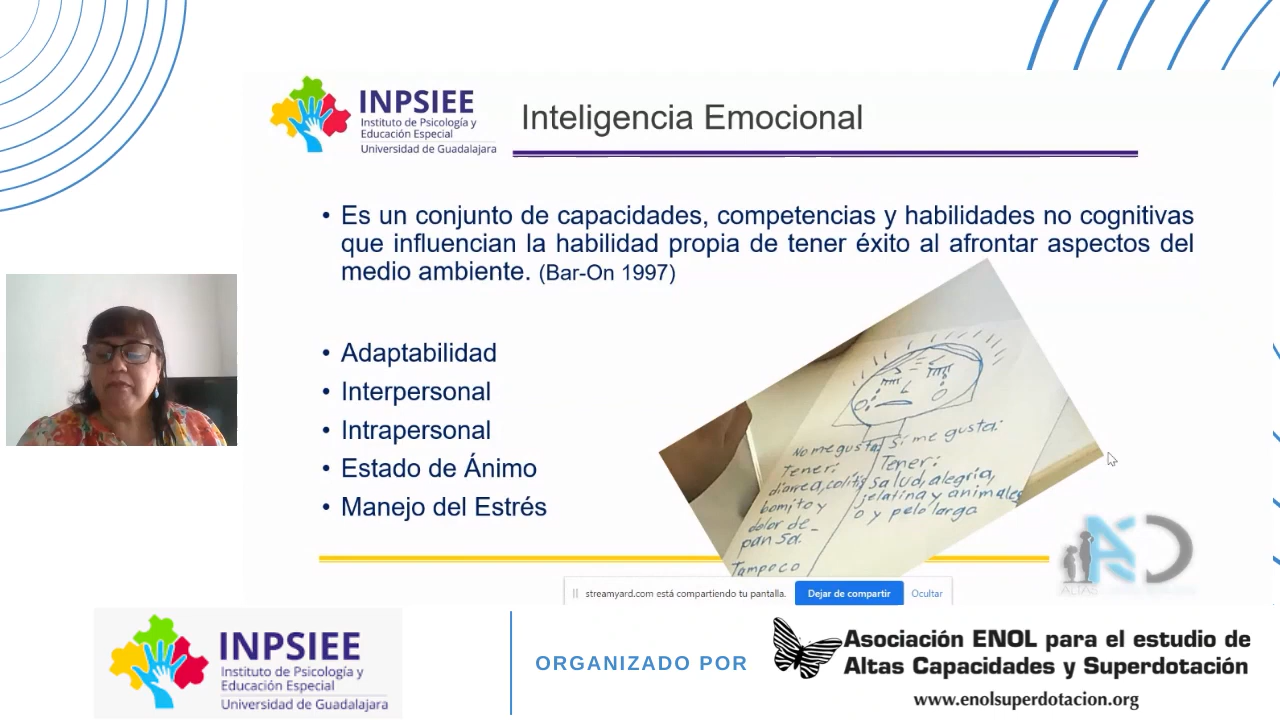 INPSIEE
Instituto de Psicología y
Educación Especial
Universidad de Guadalajara
Inteligencia Emocional
• Es un conjunto de capacidades, competencias y habilidades no cognitivas
que influencian la habilidad propia de tener éxito al afrontar aspectos del
medio ambiente. (Bar-On 1997)
• Adaptabilidad
• Interpersonal
• Intrapersonal
• Estado de Ánimo
• Manejo del Estrés
No me gusta
Tener:
diarrea, colitis
bomito y
dolor de
pansa.
Tampoco
Si me gusta:
Tener:
salud, alegría,
jelatina y animales
o y pelo larga
ALTAS
streamyard.com está compartiendo tu pantalla.
Dejar de compartir
Ocultar
INPSIEE
Instituto de Psicología y
Educación Especial
Universidad de Guadalajara
ORGANIZADO POR
Asociación ENOL para el estudio de
Altas Capacidades y Superdotación
www.enolsuperdotacion.org